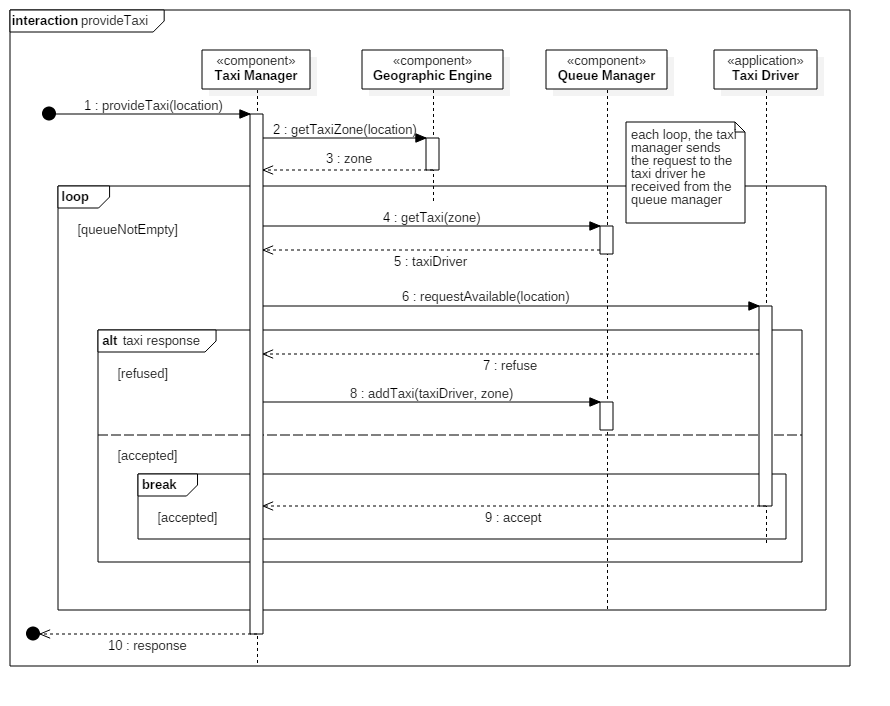 interaction provideTaxi
«component»
Taxi Manager
«component»
Geographic Engine
«component»
Queue Manager
«application»
Taxi Driver
1 : provideTaxi(location)
2 : getTaxiZone(location)
3 : zone
each loop, the taxi
manager sends
the request to the
taxi driver he
received from the
queue manager
loop
[queueNotEmpty]
4 : getTaxi(zone)
5 : taxiDriver
6 : requestAvailable(location)
alt taxi response
7 : refuse
[refused]
8 : addTaxi(taxiDriver, zone)
[accepted]
break
[accepted]
9 : accept
10 : response